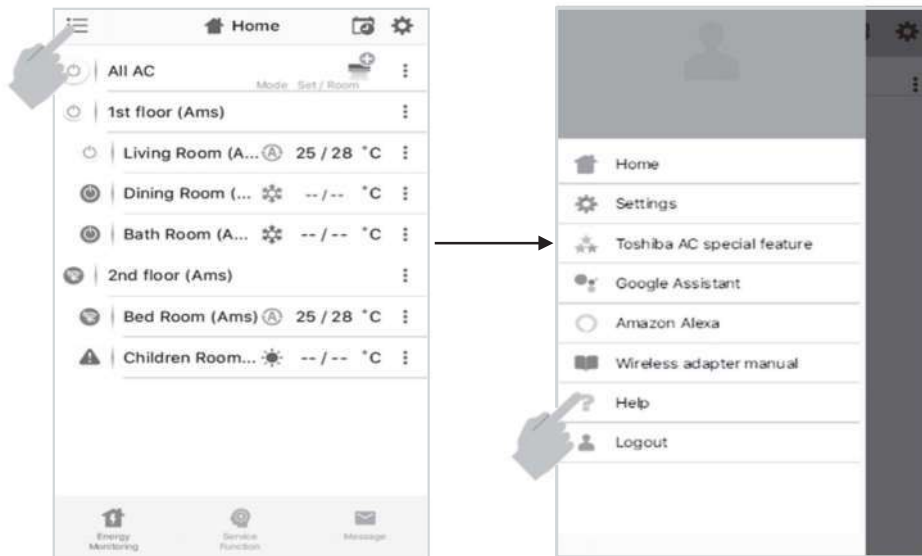 Home
All AC
Mode Set / Room
1st floor (Ams)
Living Room (A... A 25 / 28 °C
Dining Room (... -- / -- °C
Bath Room (A... -- / -- °C
2nd floor (Ams)
Bed Room (Ams) A 25 / 28 °C
Children Room... -- / -- °C
Energy
Monitoring
Service
Function
Message
Home
Settings
Toshiba AC special feature
Google Assistant
Amazon Alexa
Wireless adapter manual
Help
Logout